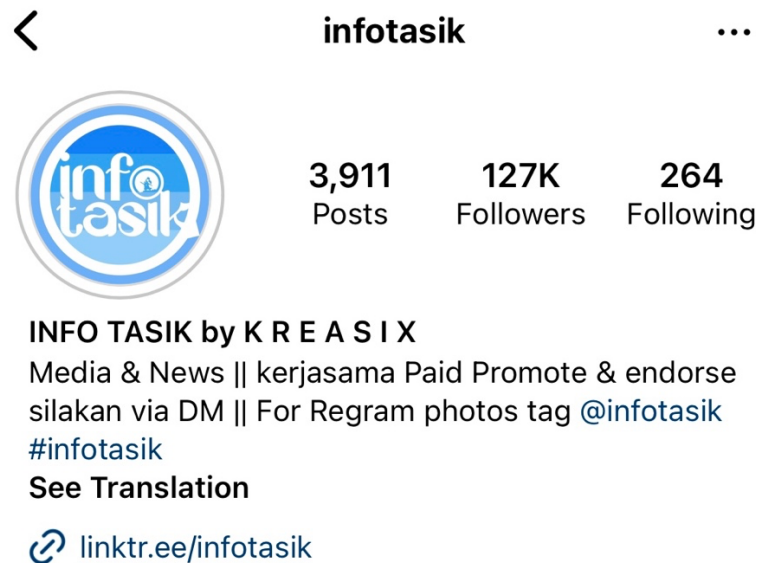 infotasik
info
tasik
3,911 127K 264
Posts Followers Following
INFO TASIK by K R E A S I X
Media & News || kerjasama Paid Promote & endorse
silakan via DM || For Regram photos tag @infotasik
#infotasik
See Translation
linktr.ee/infotasik